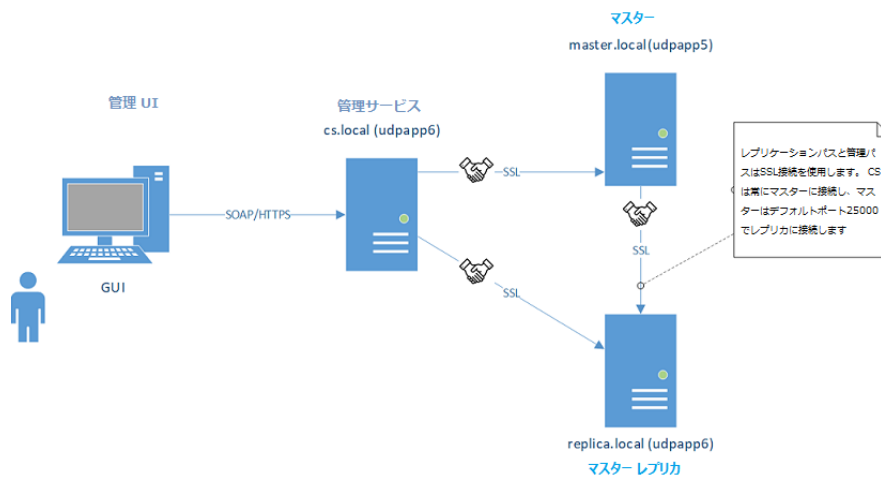 マスター
master.local(udpapp5)
管理 UI
管理サービス
cs.local (udpapp6)
SSL
レプリケーションパスと管理パ
スはSSL接続を使用します。 CS
は常にマスターに接続し、マス
ターはデフォルトポート25000
でレプリカに接続します
SOAP/HTTPS
SSL
GUI
SSL
replica.local (udpapp6)
マスター レプリカ